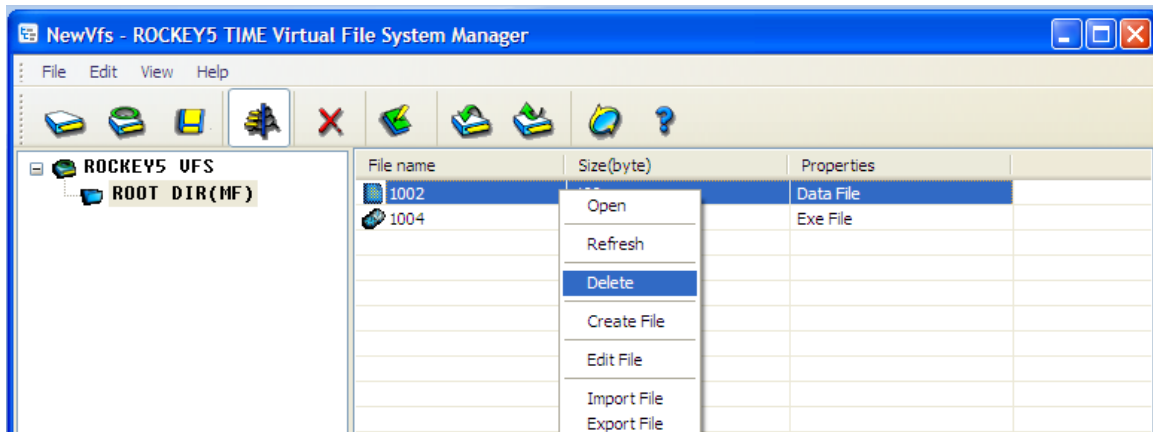 NewVfs - ROCKEY5 TIME Virtual File System Manager
File Edit View Help
ROCKEY5 VFS
ROOT DIR(MF)
File name Size(byte) Properties
1002 Data File
1004 Exe File
Open
Refresh
Delete
Create File
Edit File
Import File
Export File